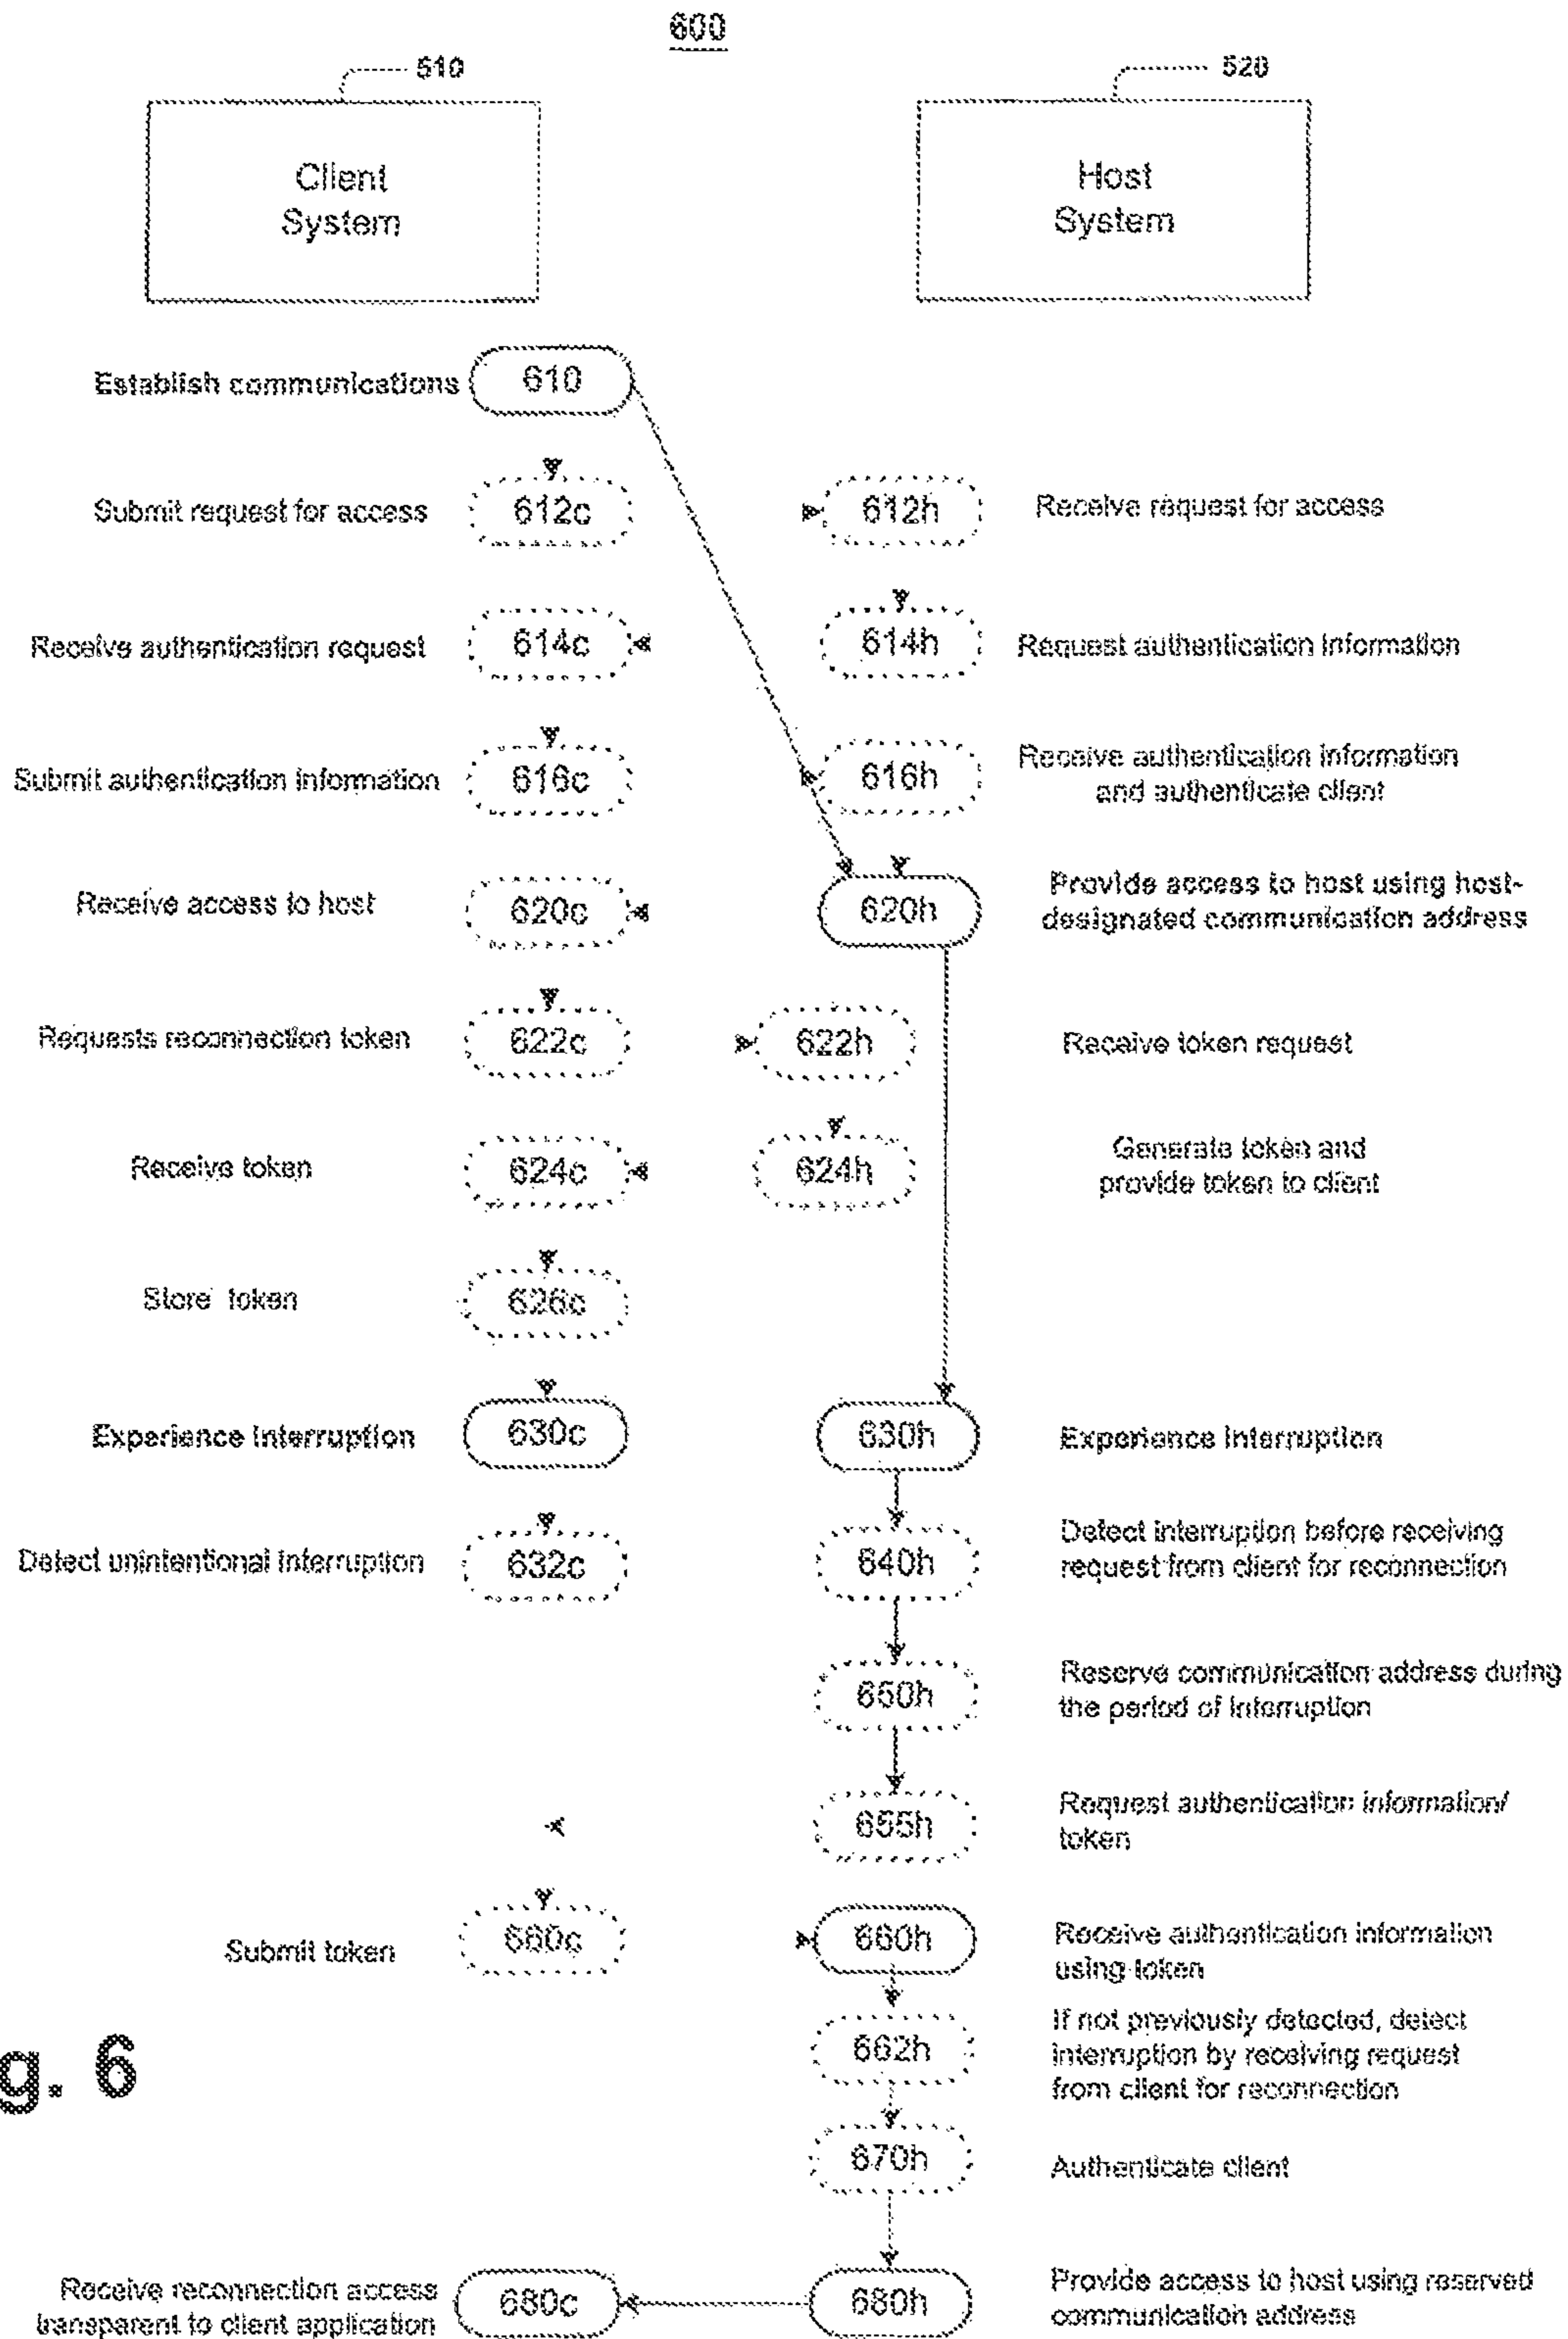 600
510
520
Client
System
Host
System
Establish communications
610
Submit request for access
612c
612h
Receive request for access
Receive authentication request
614c
614h
Request authentication information
Submit authentication information
616c
616h
Receive authentication information
and authenticate client
Receive access to host
620c
620h
Provide access to host using host-
designated communication address
Requests reconnection token
622c
622h
Receive token request
Receive token
624c
624h
Generate token and
provide token to client
Store token
626c
Experience interruption
630c
630h
Experience interruption
Detect unintentional interruption
632c
640h
Detect interruption before receiving
request from client for reconnection
650h
Reserve communication address during
the period of interruption
655h
Request authentication information/
token
Submit token
660c
660h
Receive authentication information
using token
662h
If not previously detected, detect
interruption by receiving request
from client for reconnection
g. 6
670h
Authenticate client
Receive reconnection access
transparent to client application
680c
680h
Provide access to host using reserved
communication address